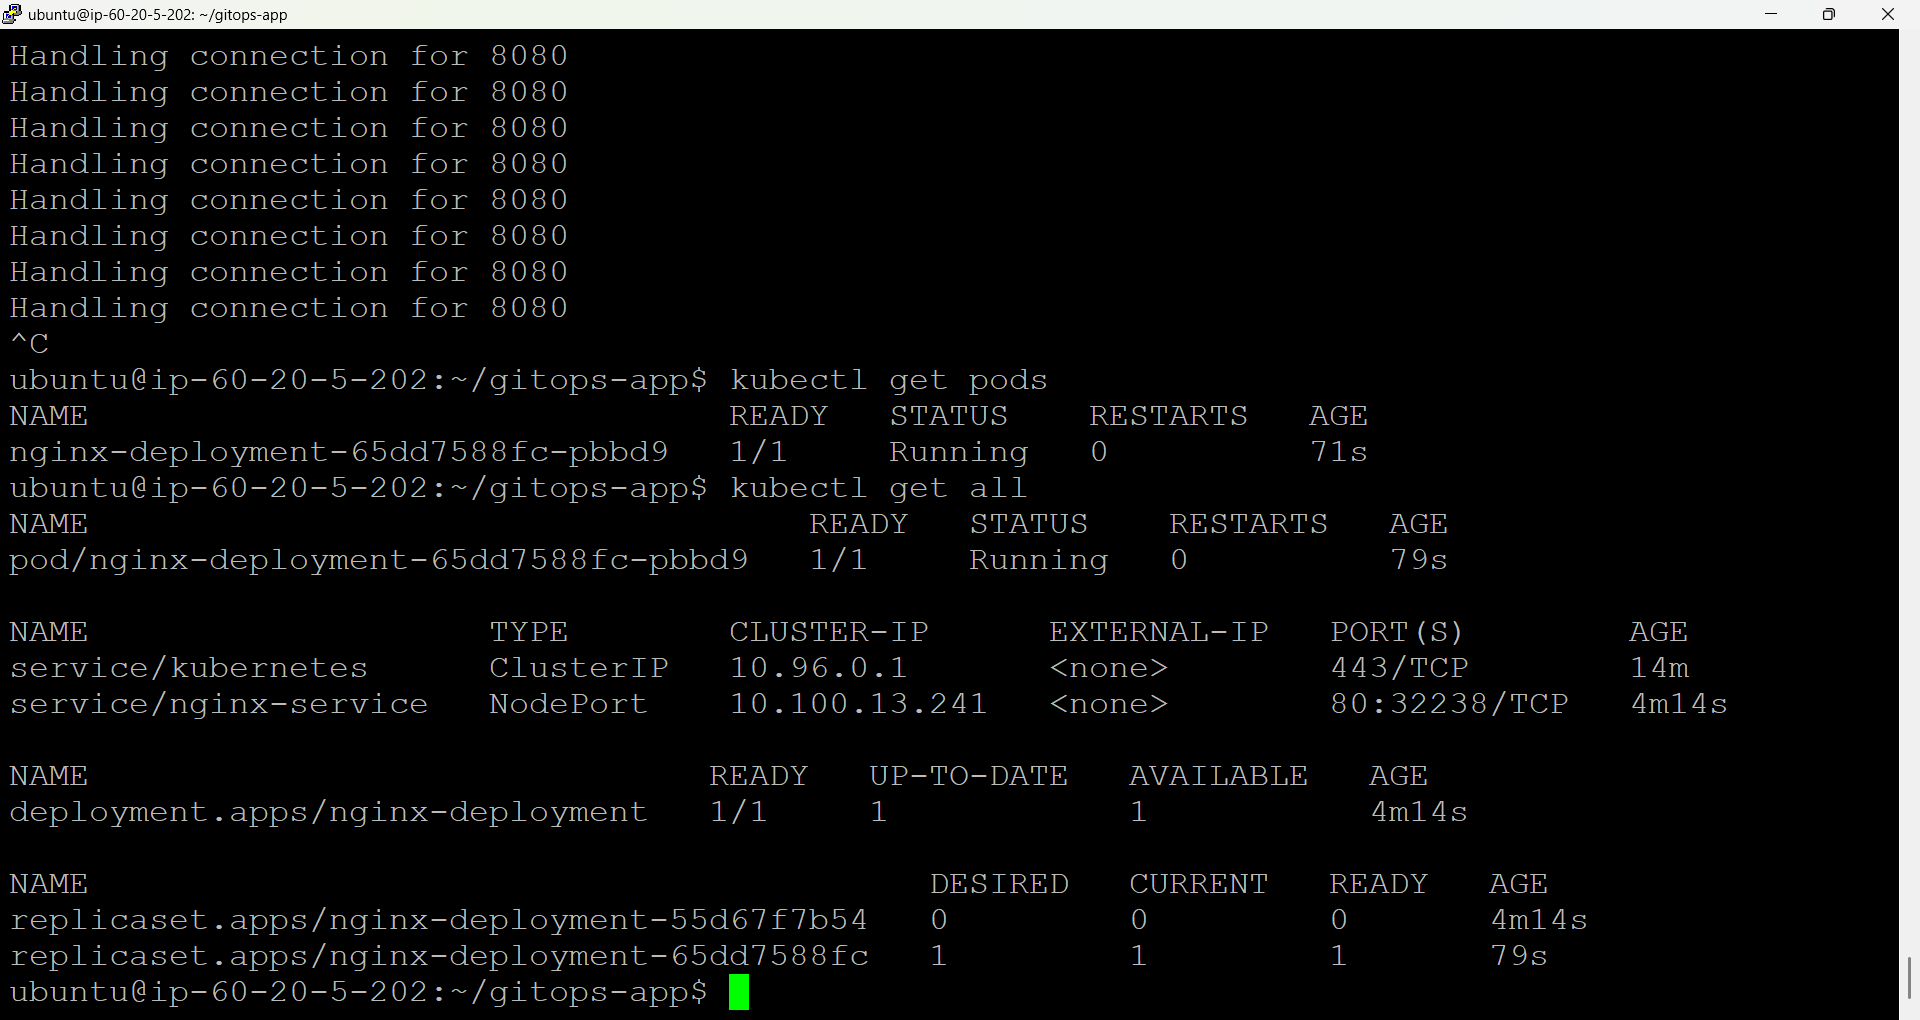 ubuntu@ip-60-20-5-202: ~/gitops-app
Handling connection for 8080
Handling connection for 8080
Handling connection for 8080
Handling connection for 8080
Handling connection for 8080
Handling connection for 8080
Handling connection for 8080
Handling connection for 8080
^C
ubuntu@ip-60-20-5-202:~/gitops-app$ kubectl get pods
NAME                                READY   STATUS    RESTARTS   AGE
nginx-deployment-65dd7588fc-pbbd9   1/1     Running   0          71s
ubuntu@ip-60-20-5-202:~/gitops-app$ kubectl get all
NAME                                    READY   STATUS    RESTARTS   AGE
pod/nginx-deployment-65dd7588fc-pbbd9   1/1     Running   0          79s
NAME                    TYPE        CLUSTER-IP      EXTERNAL-IP   PORT(S)        AGE
service/kubernetes      ClusterIP   10.96.0.1       <none>        443/TCP        14m
service/nginx-service   NodePort    10.100.13.241   <none>        80:32238/TCP   4m14s
NAME                               READY   UP-TO-DATE   AVAILABLE   AGE
deployment.apps/nginx-deployment   1/1     1            1           4m14s
NAME                                          DESIRED   CURRENT   READY   AGE
replicaset.apps/nginx-deployment-55d67f7b54   0         0         0       4m14s
replicaset.apps/nginx-deployment-65dd7588fc   1         1         1       79s
ubuntu@ip-60-20-5-202:~/gitops-app$